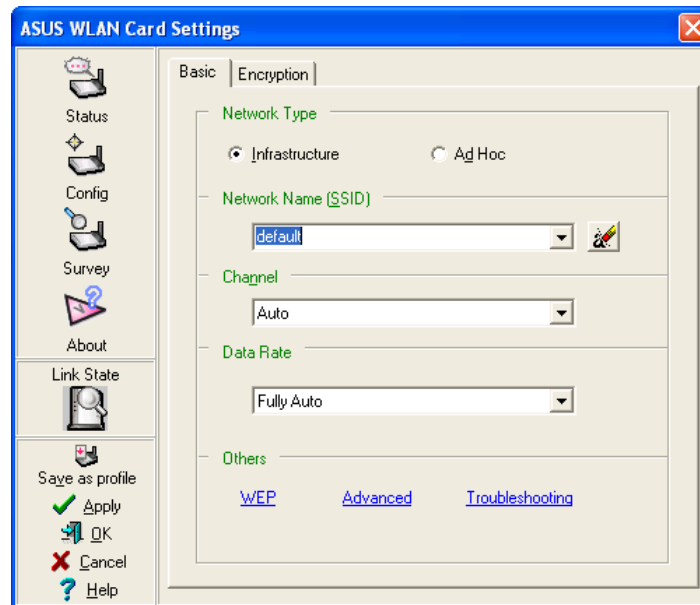 ASUS WLAN Card Settings
Status
Config
Survey
About
Link State
Save as profile
Apply
OK
Cancel
Help
Basic
Encryption
Network Type
Infrastructure
Ad Hoc
Network Name (SSID)
default
Channel
Auto
Data Rate
Fully Auto
Others
WEP Advanced Troubleshooting